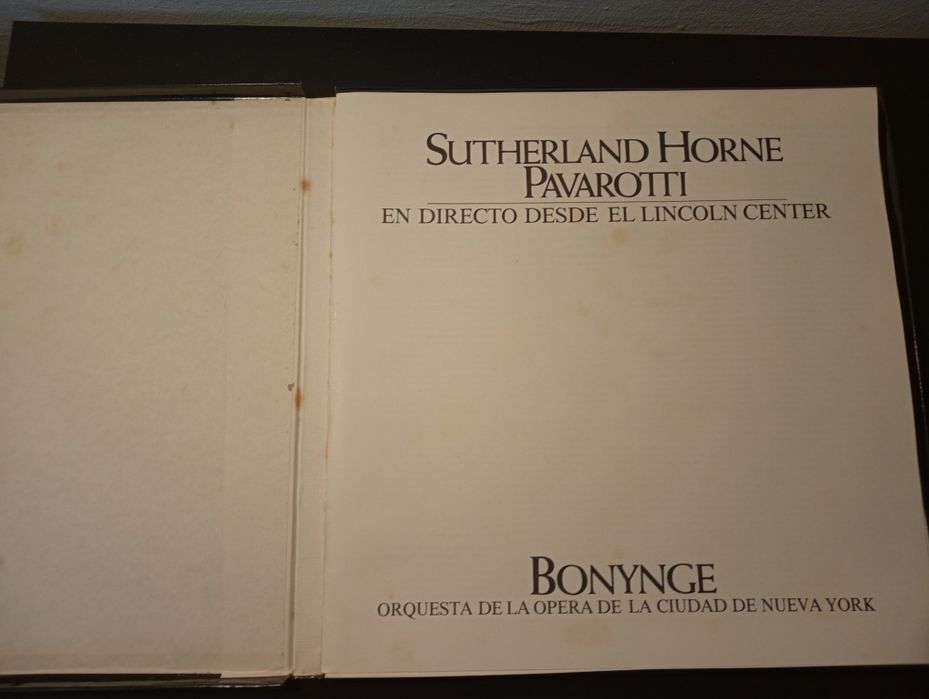 SUTHERLAND HORNE
PAVAROTTI
EN DIRECTO DESDE EL LINCOLN CENTER
BONYNGE
ORQUESTA DE LA OPERA DE LA CIUDAD DE NUEVA YORK